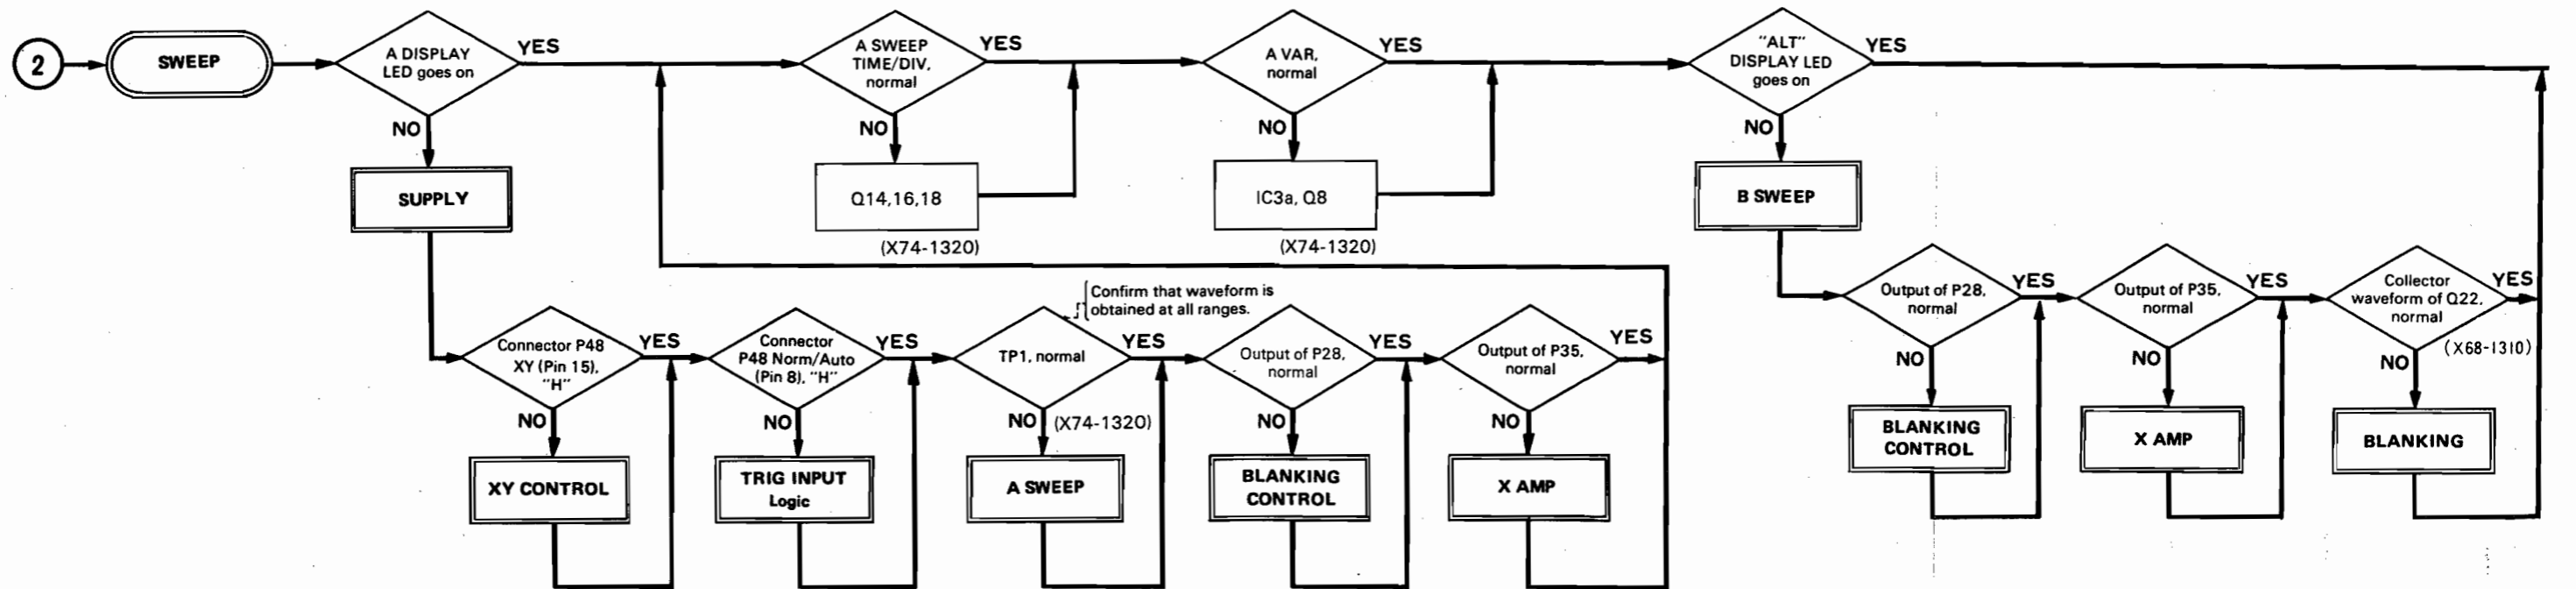 2
SWEEP
A DISPLAY
LED goes on
YES
NO
SUPPLY
A SWEEP
TIME/DIV,
normal
YES
NO
Q14,16,18
(X74-1320)
A VAR,
normal
YES
NO
IC3a, Q8
(X74-1320)
"ALT"
DISPLAY LED
goes on
YES
NO
B SWEEP
Connector P48
XY (Pin 15),
"H"
YES
NO
XY CONTROL
Connector
P48 Norm/Auto
(Pin 8), "H"
YES
NO
TRIG INPUT
Logic
Confirm that waveform is
obtained at all ranges.
TP1, normal
YES
NO
(X74-1320)
A SWEEP
Output of P28,
normal
YES
NO
BLANKING
CONTROL
Output of P35,
normal
YES
NO
X AMP
Output of P28,
normal
YES
NO
BLANKING
CONTROL
Output of P35,
normal
YES
NO
X AMP
Collector
waveform of Q22,
normal
YES
(X68-1310)
NO
BLANKING